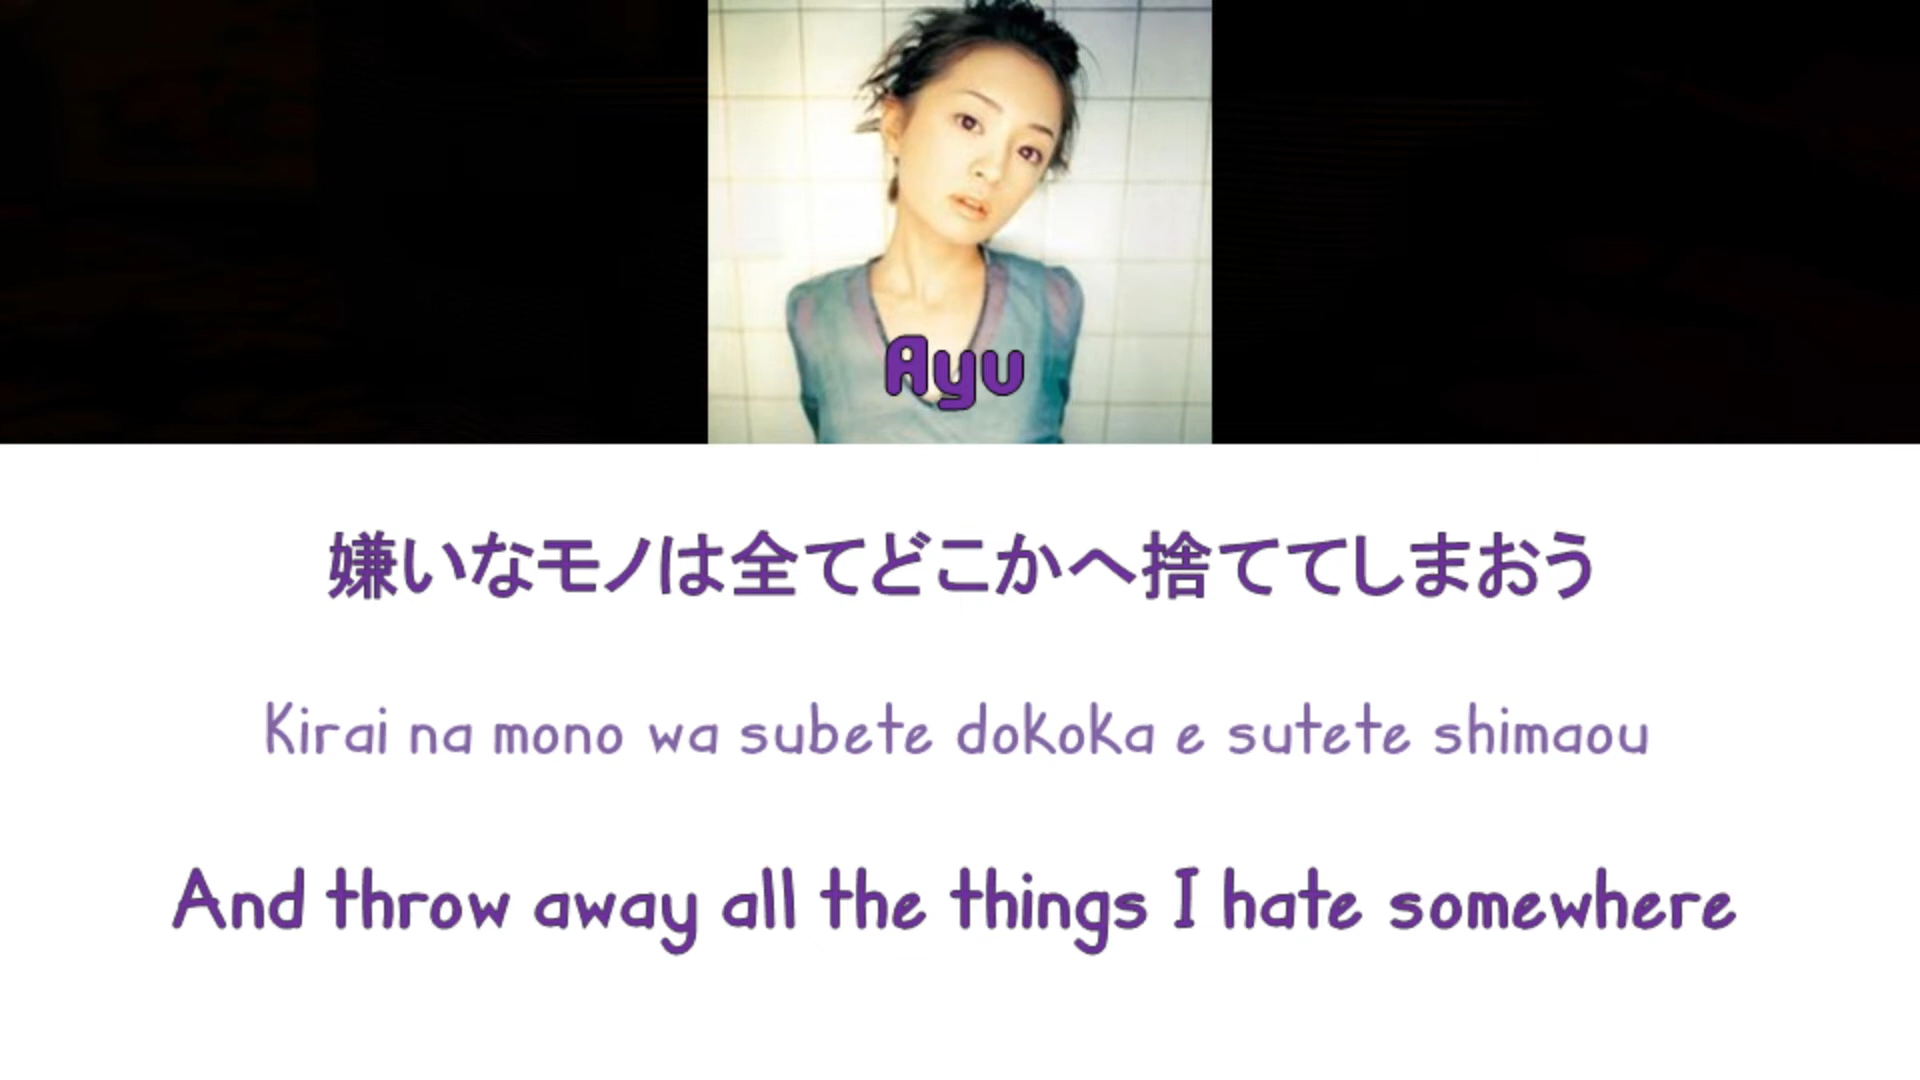 Ayu
嫌いなモノは全てどこかへ捨ててしまおう
Kirai na mono wa subete dokoka e sutete shimaou
And throw away all the things I hate somewhere